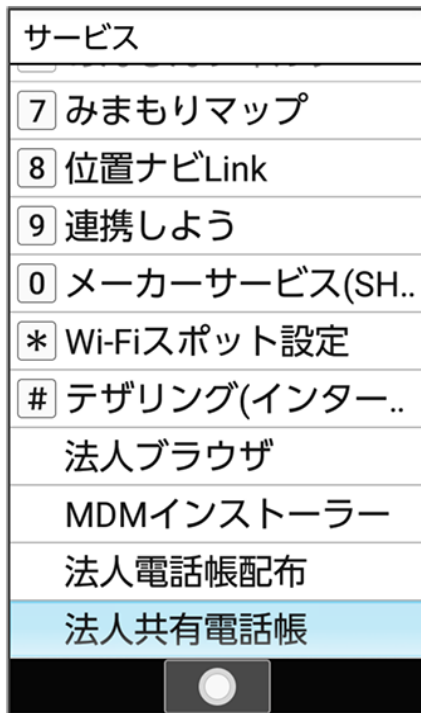 サービス
7 みまもりマップ
8 位置ナビLink
9 連携しよう
0 メーカーサービス(SH..
* Wi-Fiスポット設定
# テザリング(インター..
法人ブラウザ
MDMインストーラー
法人電話帳配布
法人共有電話帳